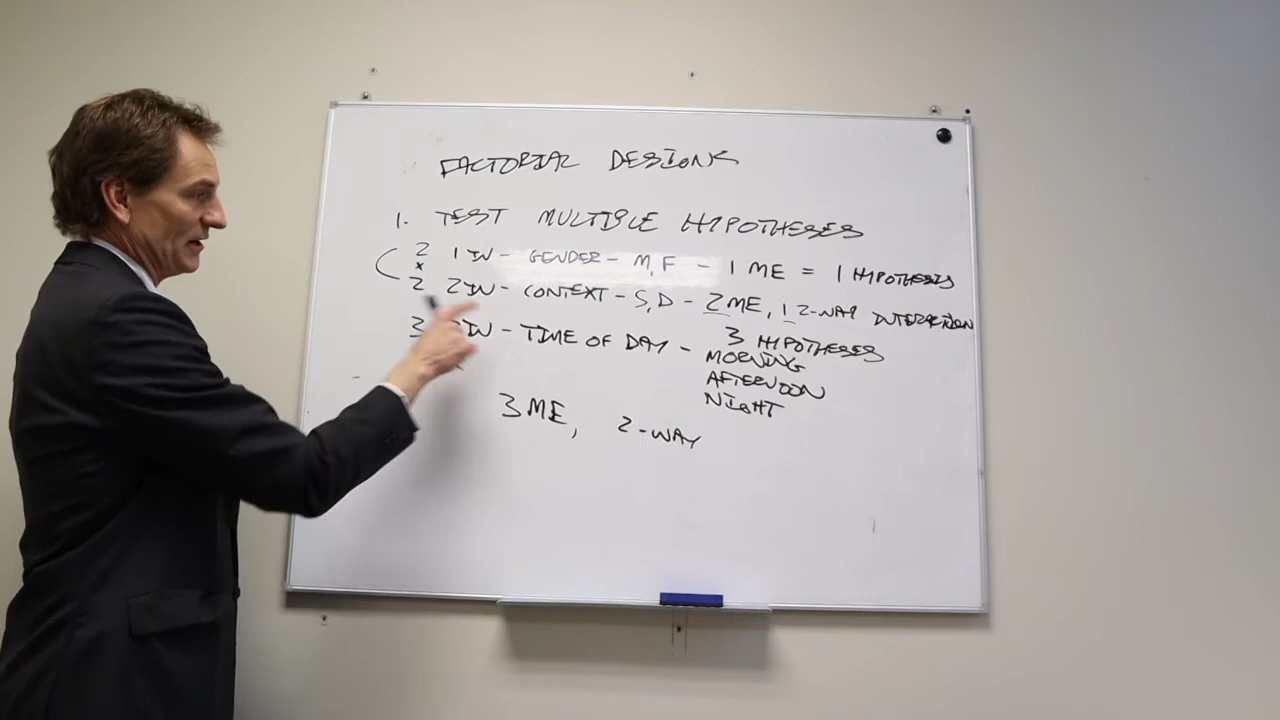 FACTORIAL DESIGNS
1. TEST MULTIPLE HYPOTHESES
2 1 IV - GENDER - M, F - 1 ME = 1 HYPOTHESIS
×
2 2 IV - CONTEXT - S, D - 2 ME, 1 2-WAY INTERACTION
3 HYPOTHESES
3 IV - TIME OF DAY - MORNING
AFTERNOON
NIGHT
3 ME, 2-WAY